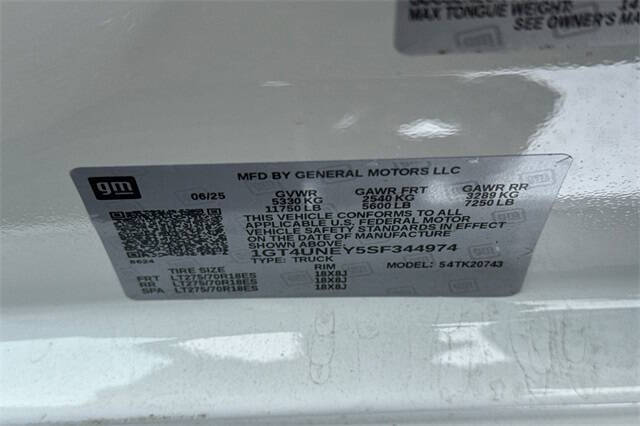 MAX TONGUE WEIGHT:
SEE OWNER'S MA
gm
MFD BY GENERAL MOTORS LLC
06/25 GVWR GAWR FRT GAWR RR
5330 KG 2540 KG 3289 KG
11750 LB 5600 LB 7250 LB
THIS VEHICLE CONFORMS TO ALL
APPLICABLE U.S. FEDERAL MOTOR
VEHICLE SAFETY STANDARDS IN EFFECT
ON THE DATE OF MANUFACTURE SHOWN ABOVE
1GT4UNEY5SF344974
TYPE: TRUCK MODEL: 54TK20743
8624
TIRE SIZE RIM
FRT LT275/70R18ES 18X8J
RR LT275/70R18ES 18X8J
SPA LT275/70R18ES 18X8J